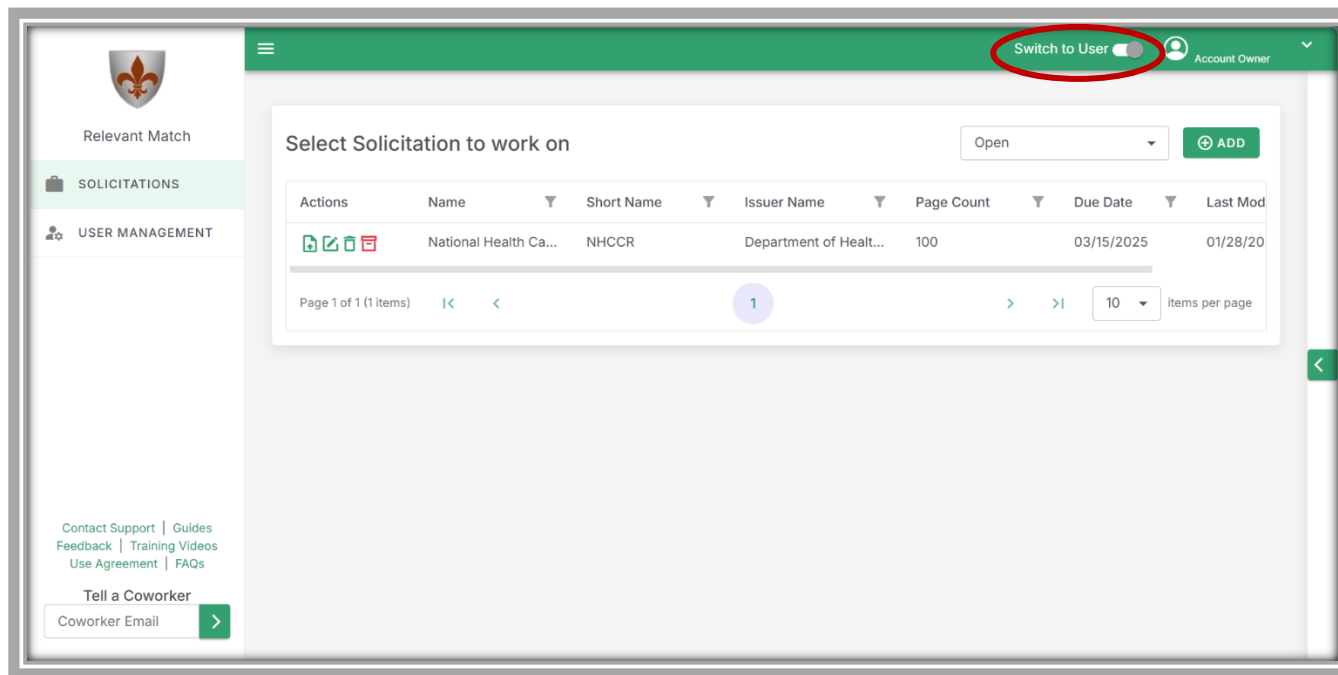 Switch to User
Account Owner
Relevant Match
SOLICITATIONS
USER MANAGEMENT
Select Solicitation to work on
Open
ADD
Actions Name Short Name Issuer Name Page Count Due Date Last Mod
National Health Ca... NHCCR Department of Healt... 100 03/15/2025 01/28/20
Page 1 of 1 (1 items) 1 10 items per page
Contact Support | Guides
Feedback | Training Videos
Use Agreement | FAQs
Tell a Coworker
Coworker Email